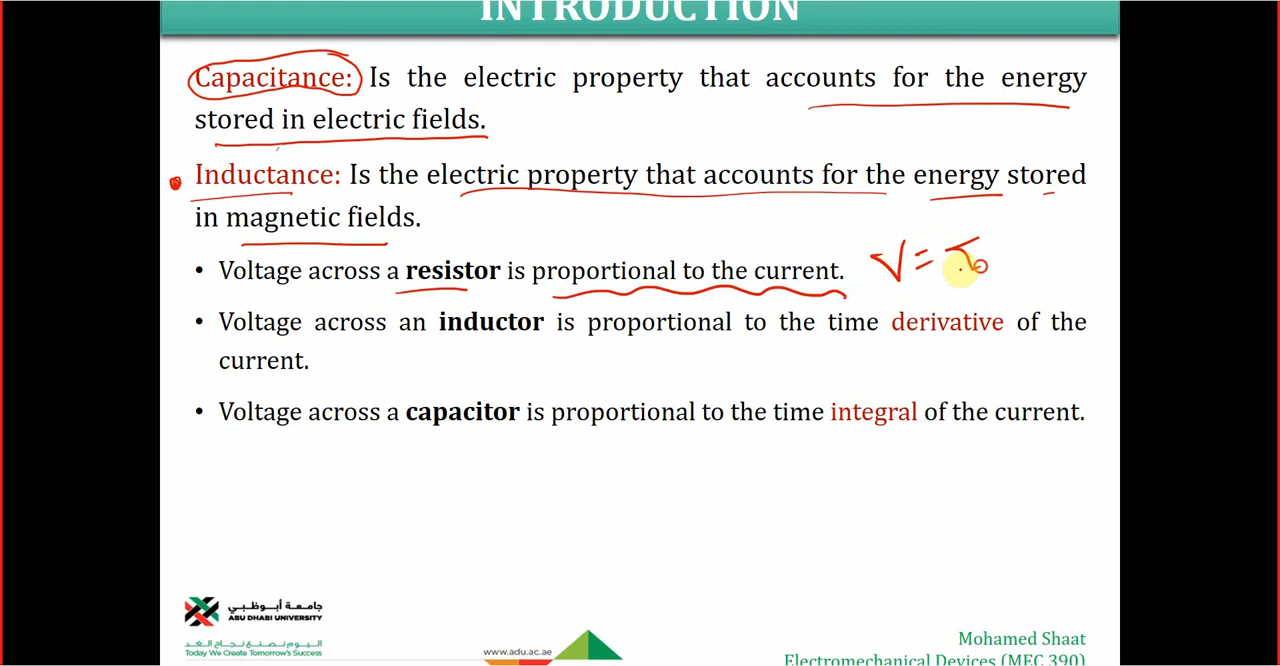 INTRODUCTION
Capacitance: Is the electric property that accounts for the energy
stored in electric fields.
Inductance: Is the electric property that accounts for the energy stored
in magnetic fields.
• Voltage across a resistor is proportional to the current.
V =
• Voltage across an inductor is proportional to the time derivative of the
current.
• Voltage across a capacitor is proportional to the time integral of the current.
جامعة أبوظبي
ABU DHABI UNIVERSITY
اليوم نصنع نجاح الغد
Today We Create Tomorrow's Success
www.adu.ac.ae
Mohamed Shaat
Electromechanical Devices (MEC 390)